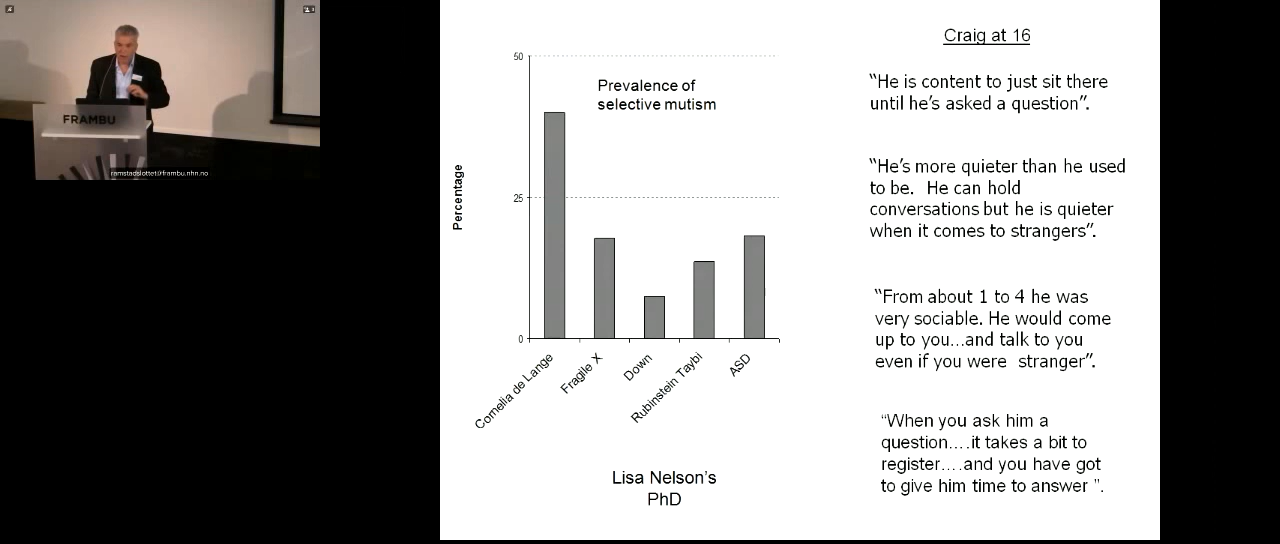 FRAMBU
ramstadslottet@frambu.nhn.no
50
Prevalence of
selective mutism
Percentage
25
0
Cornelia de Lange
Fragile X
Down
Rubinstein Taybi
ASD
Lisa Nelson's
PhD
Craig at 16
"He is content to just sit there
until he's asked a question".
"He's more quieter than he used
to be. He can hold
conversations but he is quieter
when it comes to strangers".
"From about 1 to 4 he was
very sociable. He would come
up to you...and talk to you
even if you were stranger".
"When you ask him a
question....it takes a bit to
register....and you have got
to give him time to answer ".